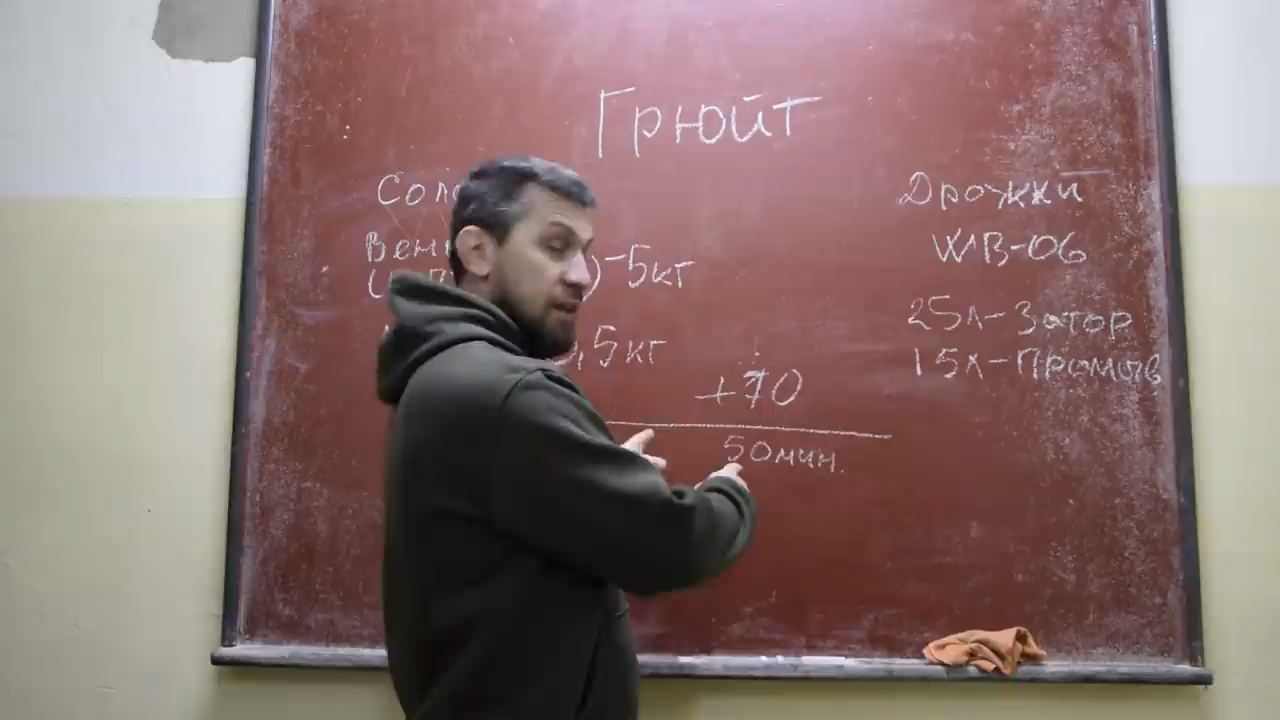 Грюйт
-5кг
,5кг
+70
50мин.
Дрожжи
WB-06
25л-Затор
15л-Промыв